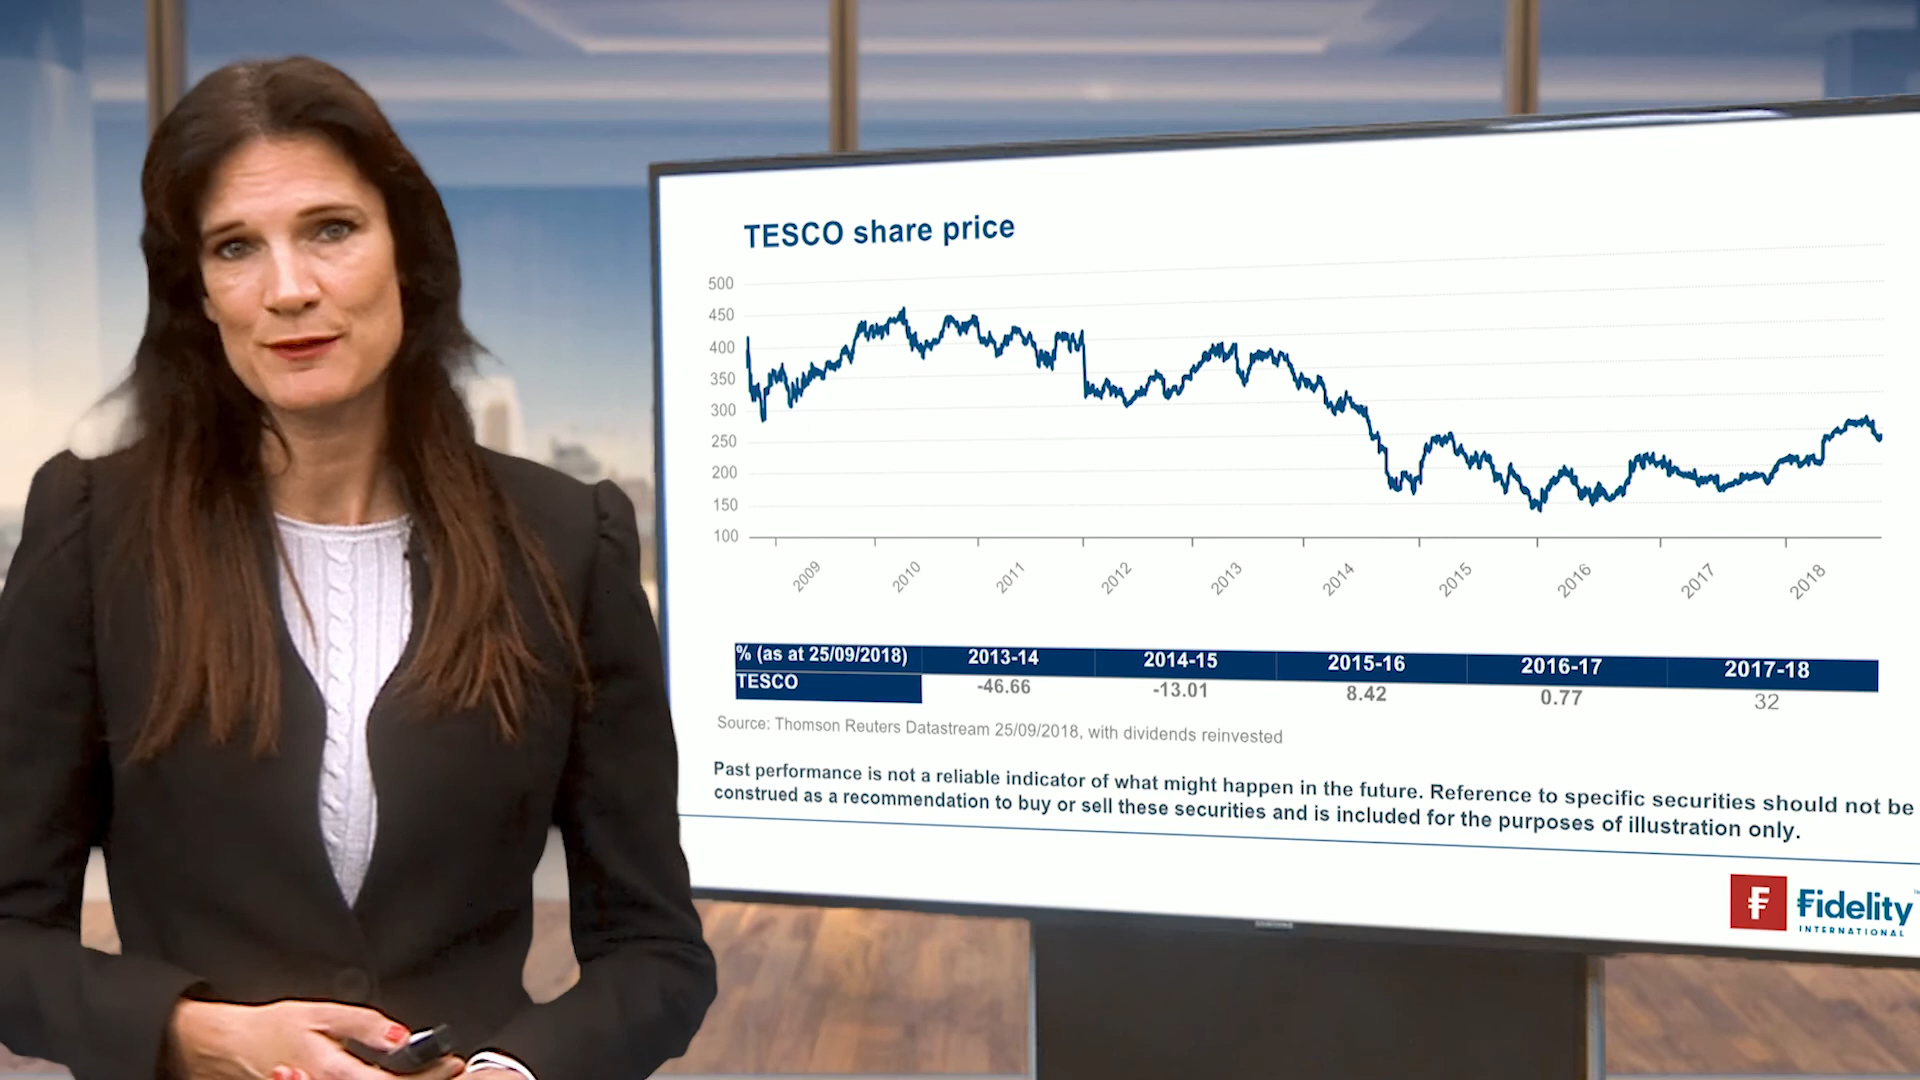 TESCO share price
500
450
400
350
300
250
200
150
100
2009 2010 2011 2012 2013 2014 2015 2016 2017 2018
% (as at 25/09/2018) 2013-14 2014-15 2015-16 2016-17 2017-18
TESCO -46.66 -13.01 8.42 0.77 32
Source: Thomson Reuters Datastream 25/09/2018, with dividends reinvested
Past performance is not a reliable indicator of what might happen in the future. Reference to specific securities should not be
construed as a recommendation to buy or sell these securities and is included for the purposes of illustration only.
Fidelity
INTERNATIONAL